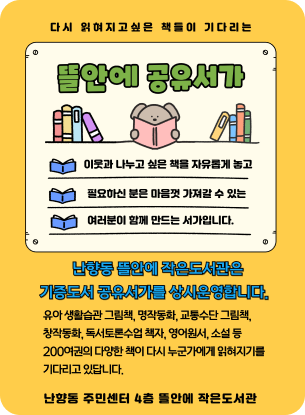 다시 읽혀지고싶은 책들이 기다리는
뜰안에 공유서가
이웃과 나누고 싶은 책을 자유롭게 놓고
필요하신 분은 마음껏 가져갈 수 있는
여러분이 함께 만드는 서가입니다.
난향동 뜰안에 작은도서관은
기증도서 공유서가를 상시운영합니다.
유아 생활습관 그림책, 명작동화, 교통수단 그림책,
창작동화, 독서토론수업 책자, 영어원서, 소설 등
200여권의 다양한 책이 다시 누군가에게 읽혀지기를
기다리고 있답니다.
난향동 주민센터 4층 뜰안에 작은도서관